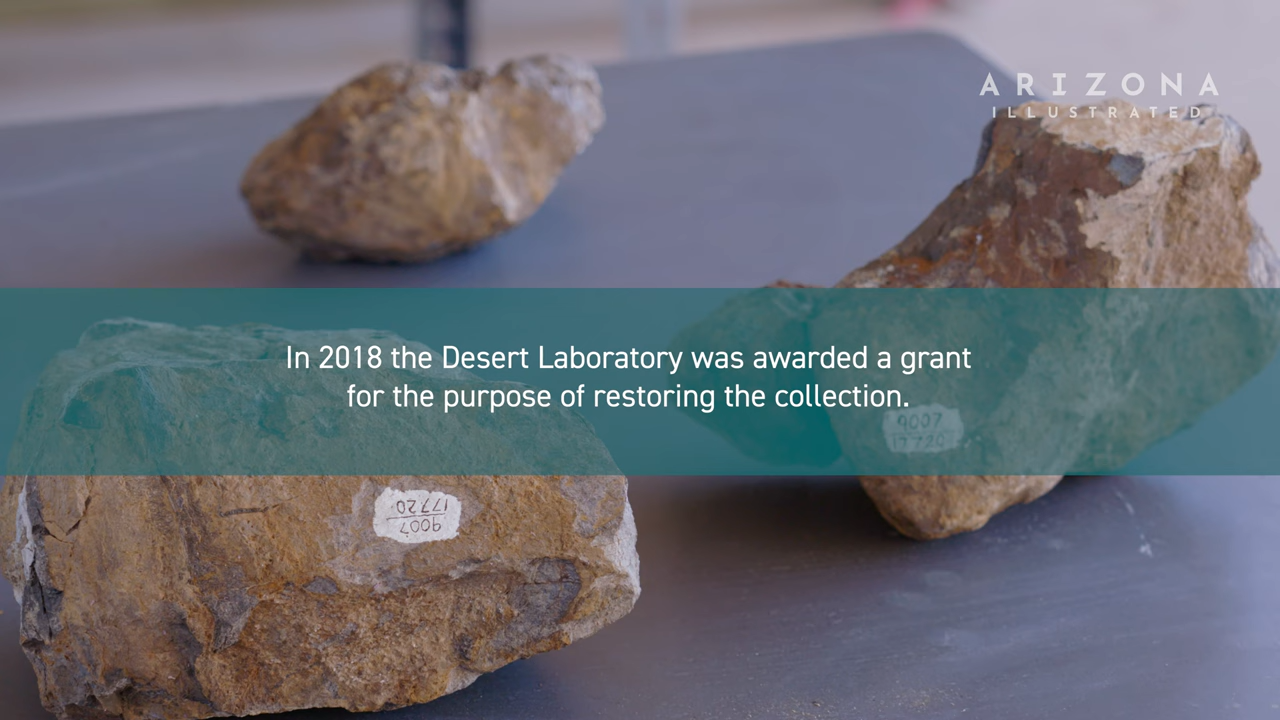 ARIZONA
ILLUSTRATED
In 2018 the Desert Laboratory was awarded a grant
for the purpose of restoring the collection.
9007
17720
9007
17720